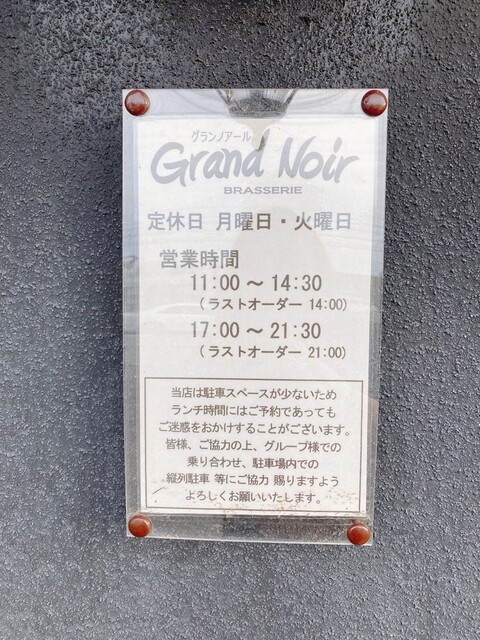 グランノアール
Grand Noir
BRASSERIE
定休日 月曜日・火曜日
営業時間
11:00 ～ 14:30
（ラストオーダー 14:00）
17:00 ～ 21:30
（ラストオーダー 21:00）
当店は駐車スペースが少ないため
ランチ時間にはご予約であっても
ご迷惑をおかけすることがございます。
皆様、ご協力の上、グループ様での
乗り合わせ、駐車場内での
縦列駐車 等にご協力 賜りますよう
よろしくお願いいたします。